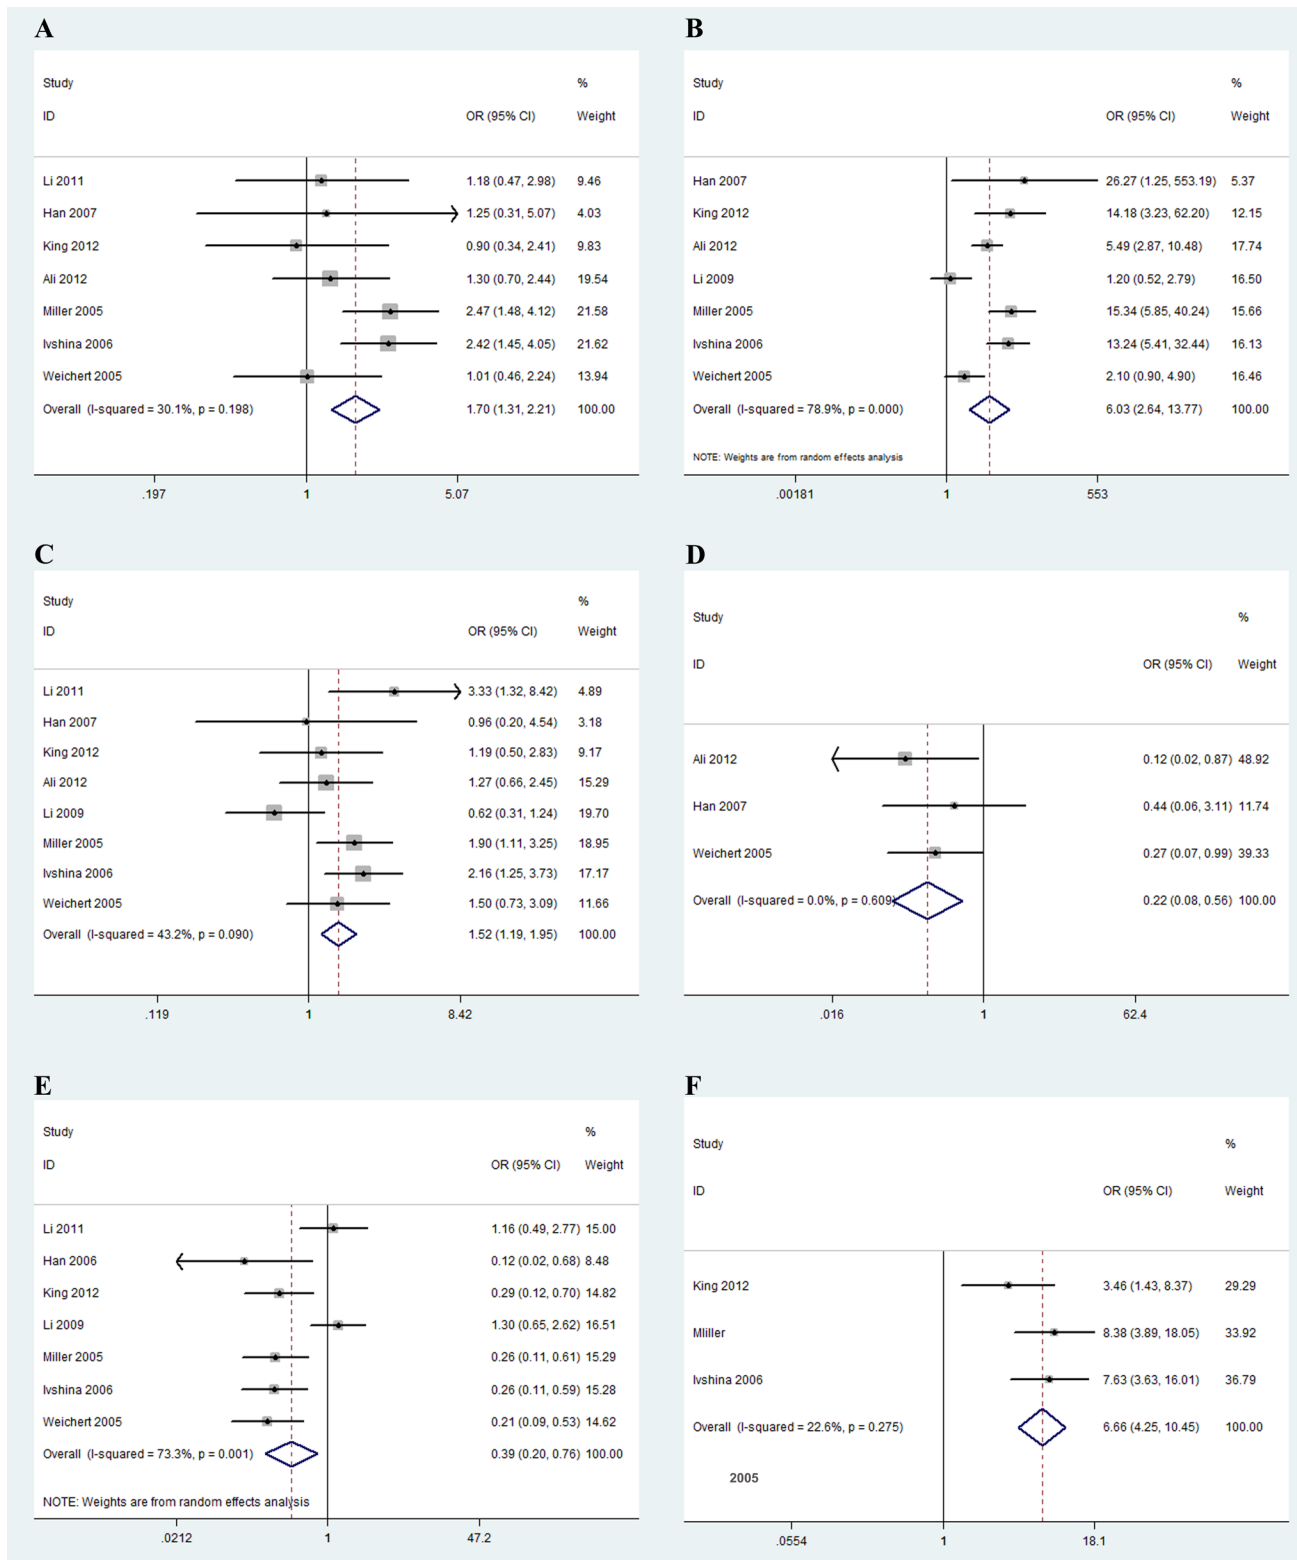 A
Study %
ID OR (95% CI) Weight
Li 2011 1.18 (0.47, 2.98) 9.46
Han 2007 1.25 (0.31, 5.07) 4.03
King 2012 0.90 (0.34, 2.41) 9.83
Ali 2012 1.30 (0.70, 2.44) 19.54
Miller 2005 2.47 (1.48, 4.12) 21.58
Ivshina 2006 2.42 (1.45, 4.05) 21.62
Weichert 2005 1.01 (0.46, 2.24) 13.94
Overall (I-squared = 30.1%, p = 0.198) 1.70 (1.31, 2.21) 100.00
.197 1 5.07
B
Study %
ID OR (95% CI) Weight
Han 2007 26.27 (1.25, 553.19) 5.37
King 2012 14.18 (3.23, 62.20) 12.15
Ali 2012 5.49 (2.87, 10.48) 17.74
Li 2009 1.20 (0.52, 2.79) 16.50
Miller 2005 15.34 (5.85, 40.24) 15.66
Ivshina 2006 13.24 (5.41, 32.44) 16.13
Weichert 2005 2.10 (0.90, 4.90) 16.46
Overall (I-squared = 78.9%, p = 0.000) 6.03 (2.64, 13.77) 100.00
NOTE: Weights are from random effects analysis
.00181 1 553
C
Study %
ID OR (95% CI) Weight
Li 2011 3.33 (1.32, 8.42) 4.89
Han 2007 0.96 (0.20, 4.54) 3.18
King 2012 1.19 (0.50, 2.83) 9.17
Ali 2012 1.27 (0.66, 2.45) 15.29
Li 2009 0.62 (0.31, 1.24) 19.70
Miller 2005 1.90 (1.11, 3.25) 18.95
Ivshina 2006 2.16 (1.25, 3.73) 17.17
Weichert 2005 1.50 (0.73, 3.09) 11.66
Overall (I-squared = 43.2%, p = 0.090) 1.52 (1.19, 1.95) 100.00
.119 1 8.42
D
Study %
ID OR (95% CI) Weight
Ali 2012 0.12 (0.02, 0.87) 48.92
Han 2007 0.44 (0.06, 3.11) 11.74
Weichert 2005 0.27 (0.07, 0.99) 39.33
Overall (I-squared = 0.0%, p = 0.609) 0.22 (0.08, 0.56) 100.00
.016 1 62.4
E
Study %
ID OR (95% CI) Weight
Li 2011 1.16 (0.49, 2.77) 15.00
Han 2006 0.12 (0.02, 0.68) 8.48
King 2012 0.29 (0.12, 0.70) 14.82
Li 2009 1.30 (0.65, 2.62) 16.51
Miller 2005 0.26 (0.11, 0.61) 15.29
Ivshina 2006 0.26 (0.11, 0.59) 15.28
Weichert 2005 0.21 (0.09, 0.53) 14.62
Overall (I-squared = 73.3%, p = 0.001) 0.39 (0.20, 0.76) 100.00
NOTE: Weights are from random effects analysis
.0212 1 47.2
F
Study %
ID OR (95% CI) Weight
King 2012 3.46 (1.43, 8.37) 29.29
Mliller 8.38 (3.89, 18.05) 33.92
Ivshina 2006 7.63 (3.63, 16.01) 36.79
Overall (I-squared = 22.6%, p = 0.275) 6.66 (4.25, 10.45) 100.00
2005
.0554 1 18.1